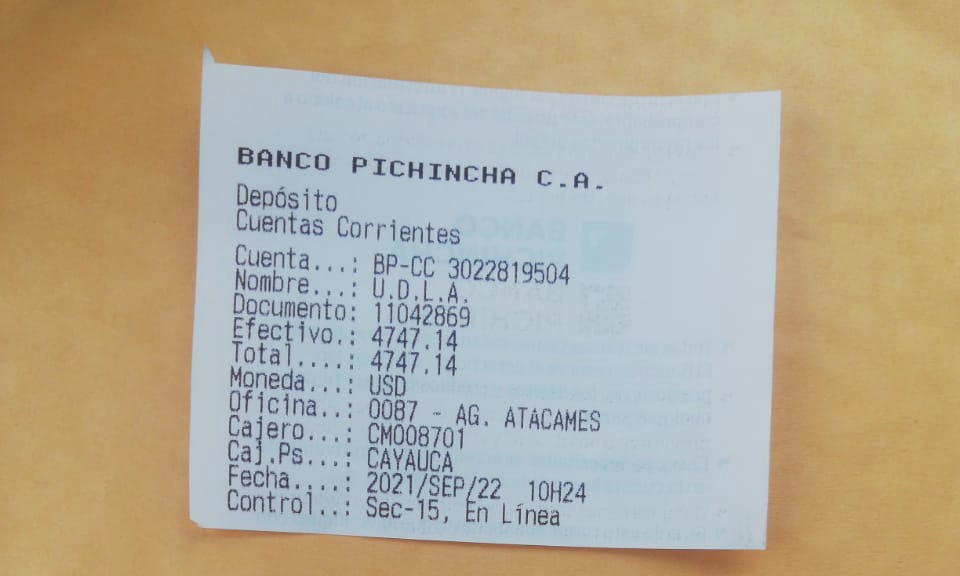 BANCO PICHINCHA C.A.
Depósito
Cuentas Corrientes
Cuenta...: BP-CC 3022819504
Nombre...: U.D.L.A.
Documento: 11042869
Efectivo.: 4747.14
Total....: 4747.14
Moneda...: USD
Oficina..: 0087 - AG. ATACAMES
Cajero...: CM008701
Caj.Ps...: CAYAUCA
Fecha....: 2021/SEP/22 10H24
Control..: Sec-15, En Línea